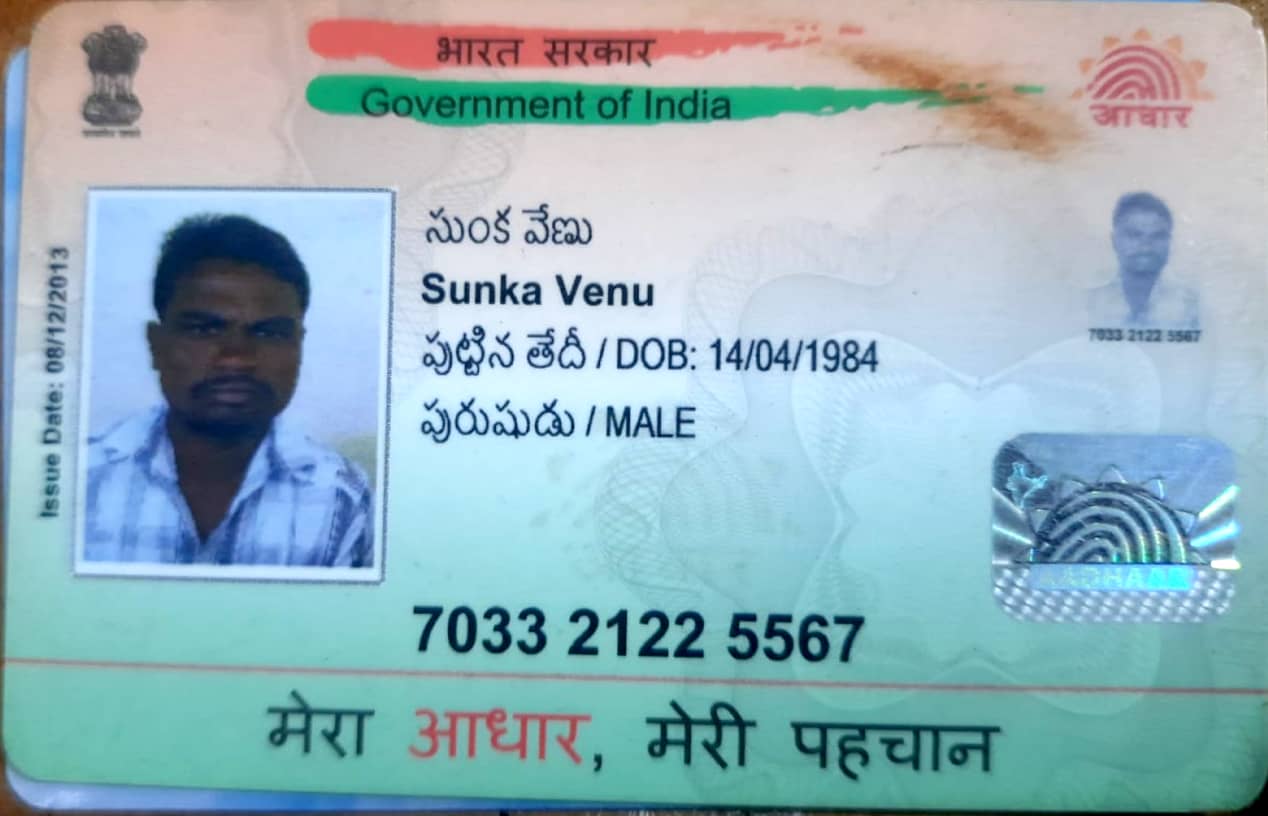 भारत सरकार
Government of India
आधार
సుంక వేణు
Sunka Venu
పుట్టిన తేదీ / DOB: 14/04/1984
పురుషుడు / MALE
Issue Date: 08/12/2013
7033 2122 5567
AADHAAR
7033 2122 5567
मेरा आधार, मेरी पहचान